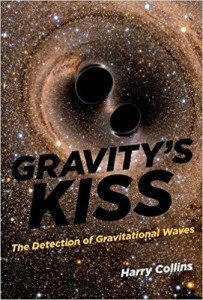 GRAVITY'S
KISS
The Detection of Gravitational Waves
Harry Collins